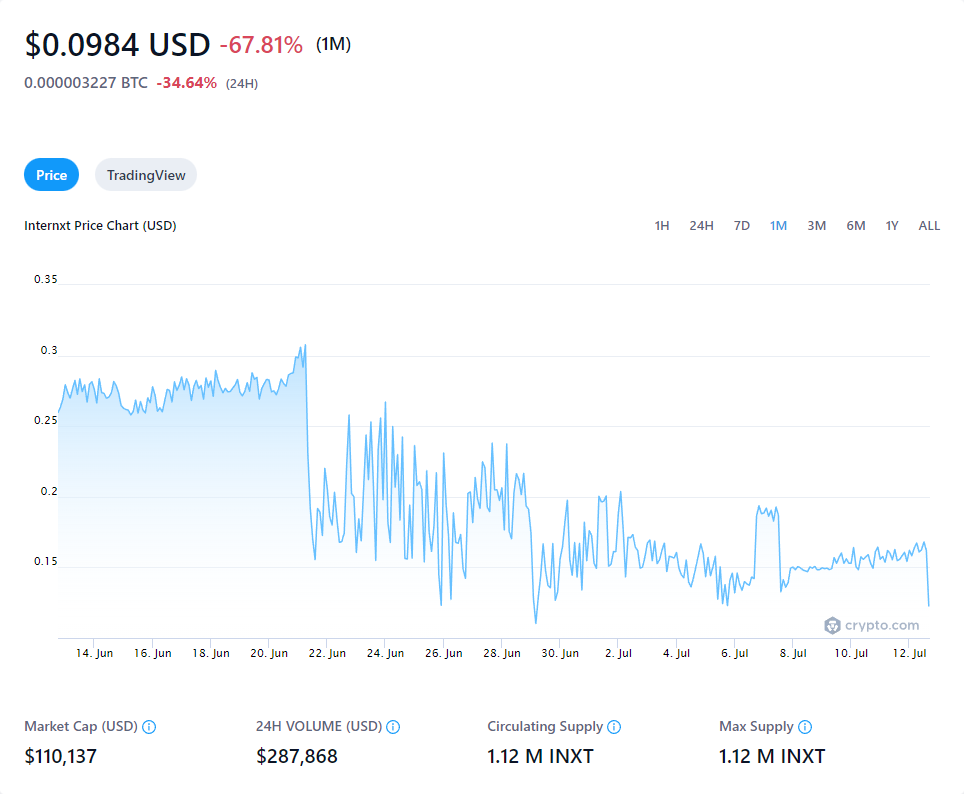 $0.0984 USD -67.81% (1M)
0.000003227 BTC -34.64% (24H)
Price TradingView
Internxt Price Chart (USD) 1H 24H 7D 1M 3M 6M 1Y ALL
0.35
0.3
0.25
0.2
0.15
crypto.com
14. Jun 16. Jun 18. Jun 20. Jun 22. Jun 24. Jun 26. Jun 28. Jun 30. Jun 2. Jul 4. Jul 6. Jul 8. Jul 10. Jul 12. Jul
Market Cap (USD) 24H VOLUME (USD) Circulating Supply Max Supply
$110,137 $287,868 1.12 M INXT 1.12 M INXT